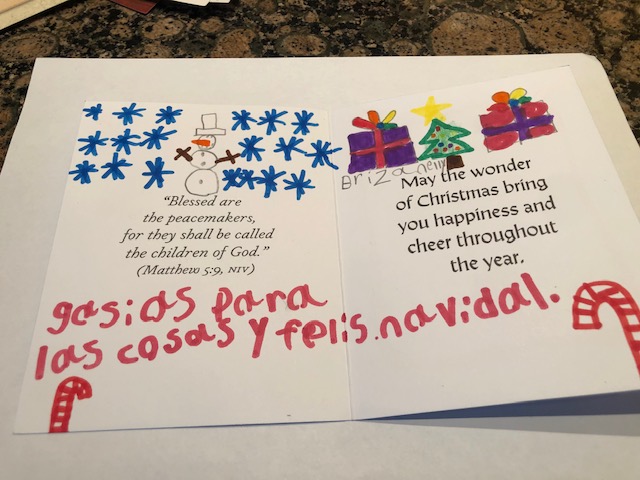 "Blessed are
the peacemakers,
for they shall be called
the children of God."
(Matthew 5:9, NIV)
Brizanelly
May the wonder
of Christmas bring
you happiness and
cheer throughout
the year.
gasias para
las cosas y felis.navidal.